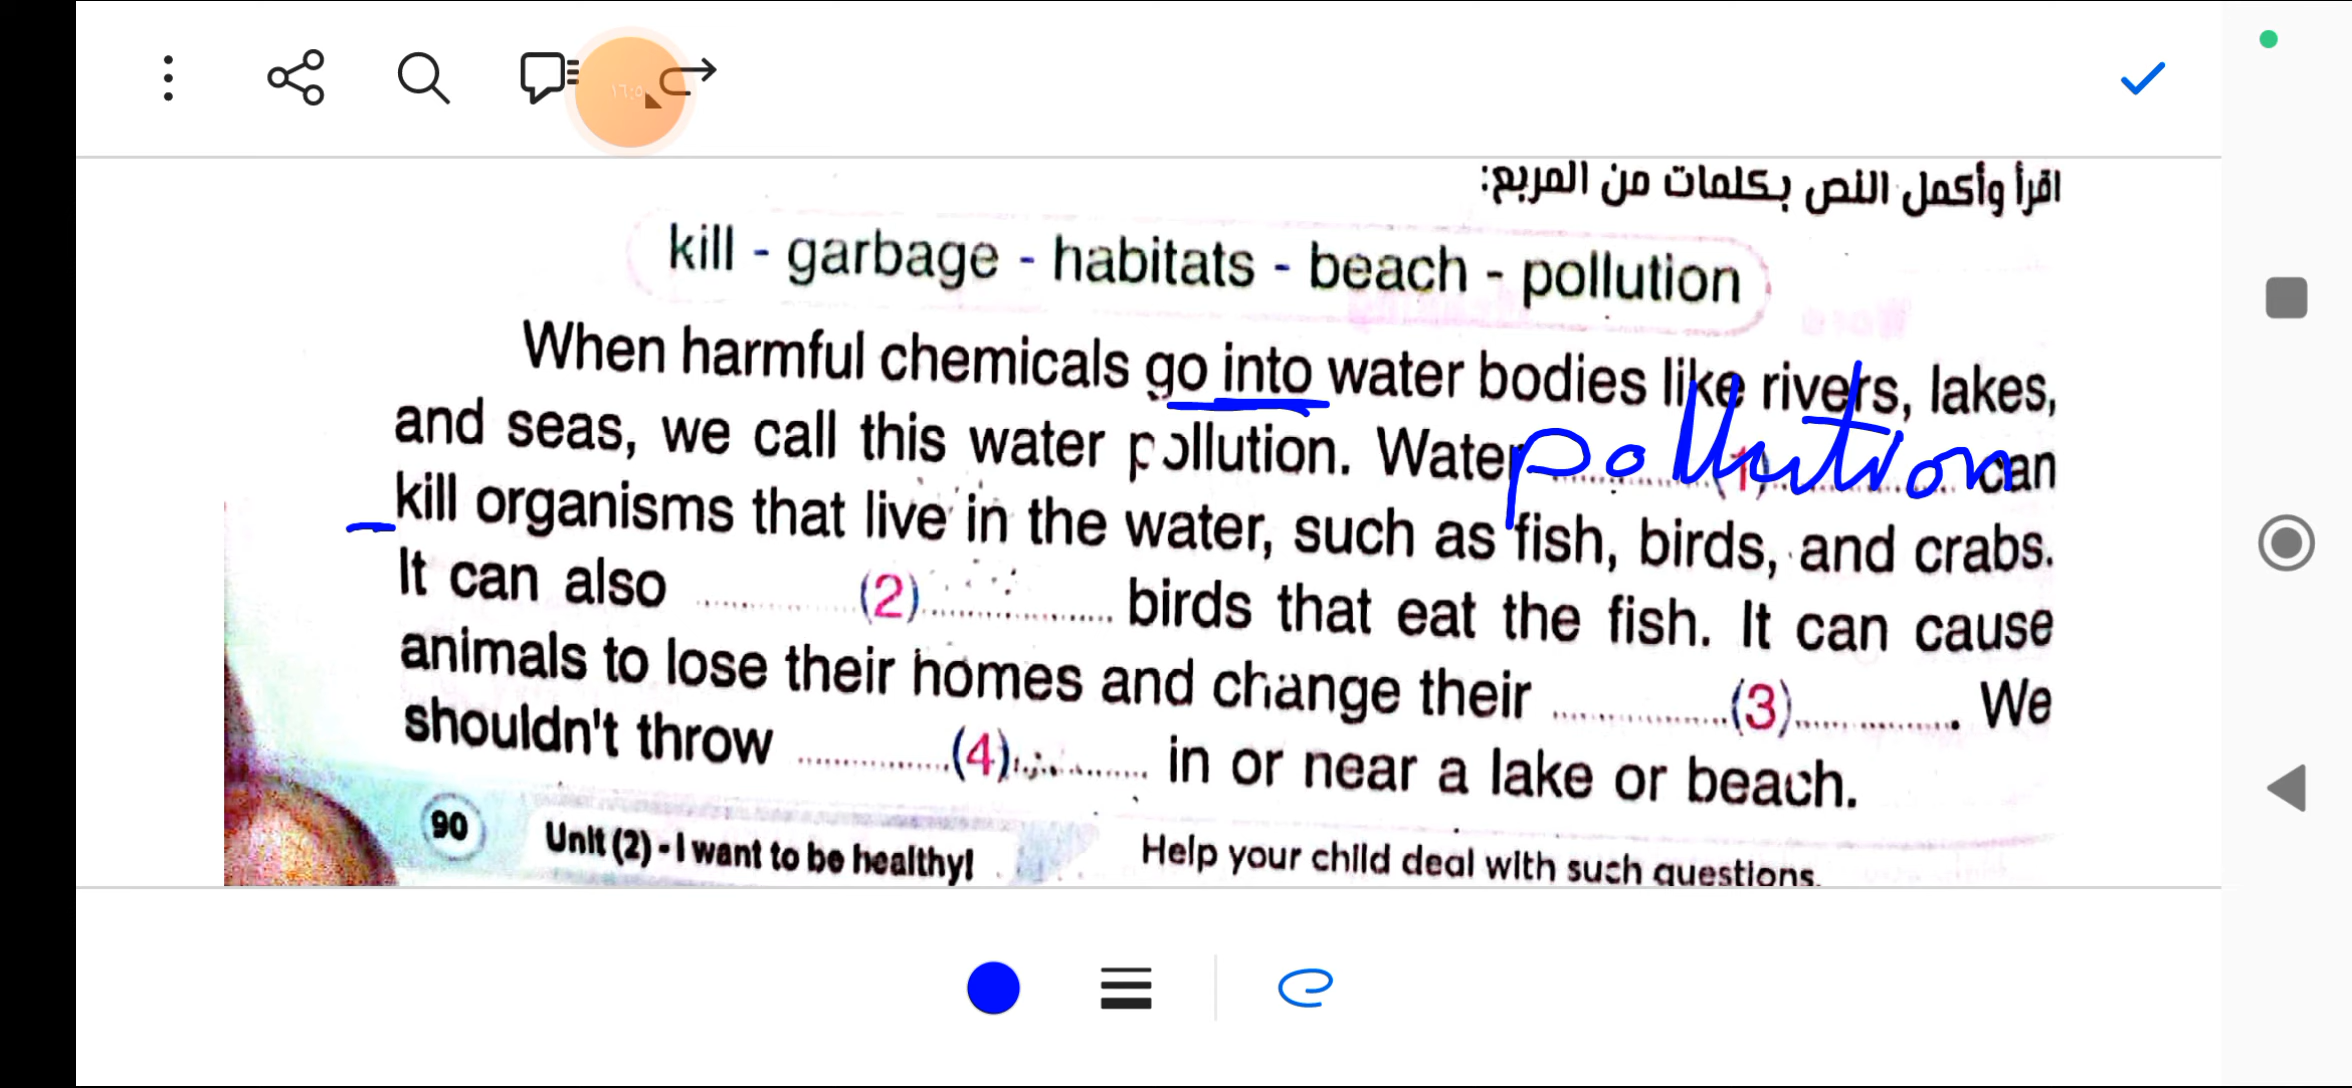 ١٦:٥
اقرأ وأكمل النص بكلمات من المربع:
kill - garbage - habitats - beach - pollution
When harmful chemicals go into water bodies like rivers, lakes,
and seas, we call this water pollution. Water pollution (1) can
kill organisms that live in the water, such as fish, birds, and crabs.
It can also ............(2)............ birds that eat the fish. It can cause
animals to lose their homes and change their ............(3)............. We
shouldn't throw ............(4)............ in or near a lake or beach.
90 Unit (2) - I want to be healthy! Help your child deal with such questions.